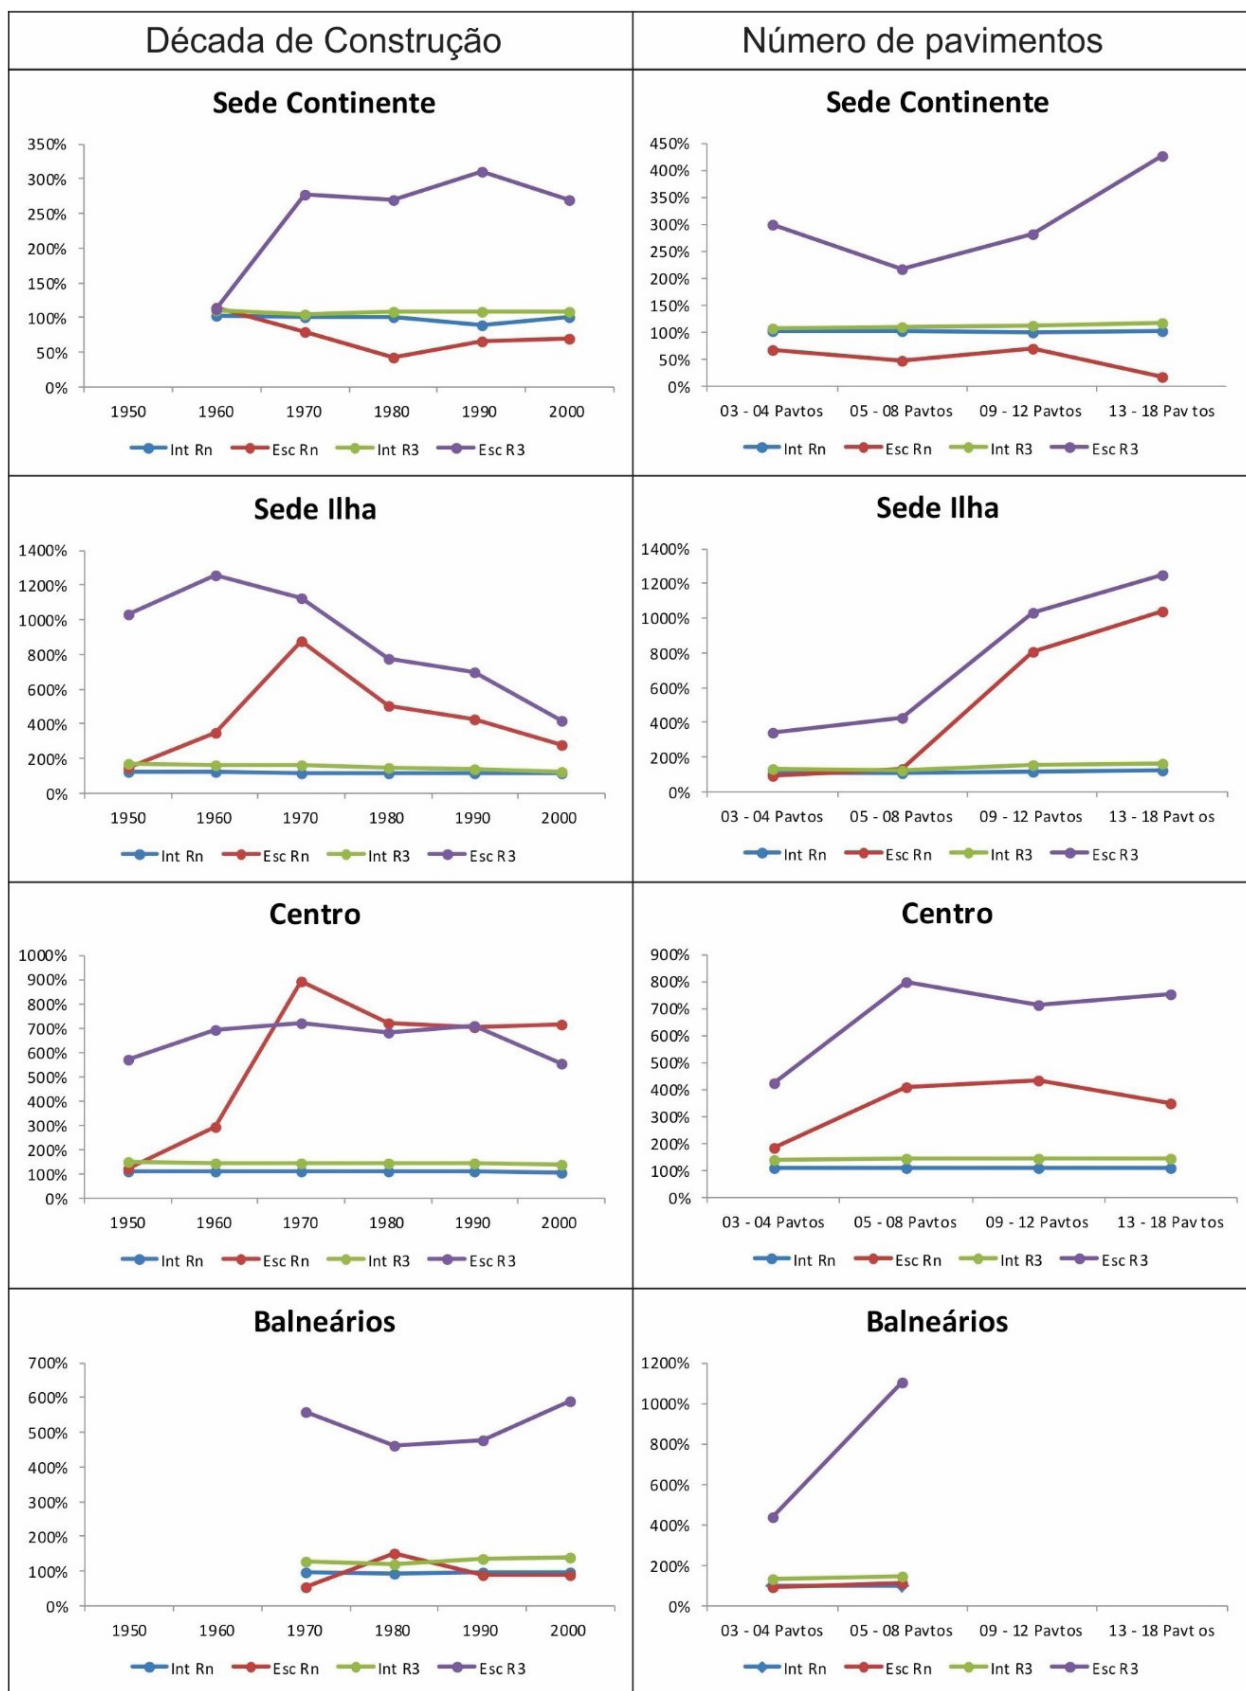 Década de Construção
Número de pavimentos
Sede Continente
350%
300%
250%
200%
150%
100%
50%
0%
1950 1960 1970 1980 1990 2000
Int Rn Esc Rn Int R3 Esc R3
Sede Continente
450%
400%
350%
300%
250%
200%
150%
100%
50%
0%
03 - 04 Pavtos 05 - 08 Pavtos 09 - 12 Pavtos 13 - 18 Pavtos
Int Rn Esc Rn Int R3 Esc R3
Sede Ilha
1400%
1200%
1000%
800%
600%
400%
200%
0%
1950 1960 1970 1980 1990 2000
Int Rn Esc Rn Int R3 Esc R3
Sede Ilha
1400%
1200%
1000%
800%
600%
400%
200%
0%
03 - 04 Pavtos 05 - 08 Pavtos 09 - 12 Pavtos 13 - 18 Pavtos
Int Rn Esc Rn Int R3 Esc R3
Centro
1000%
900%
800%
700%
600%
500%
400%
300%
200%
100%
0%
1950 1960 1970 1980 1990 2000
Int Rn Esc Rn Int R3 Esc R3
Centro
900%
800%
700%
600%
500%
400%
300%
200%
100%
0%
03 - 04 Pavtos 05 - 08 Pavtos 09 - 12 Pavtos 13 - 18 Pavtos
Int Rn Esc Rn Int R3 Esc R3
Balneários
700%
600%
500%
400%
300%
200%
100%
0%
1950 1960 1970 1980 1990 2000
Int Rn Esc Rn Int R3 Esc R3
Balneários
1200%
1000%
800%
600%
400%
200%
0%
03 - 04 Pavtos 05 - 08 Pavtos 09 - 12 Pavtos 13 - 18 Pavtos
Int Rn Esc Rn Int R3 Esc R3